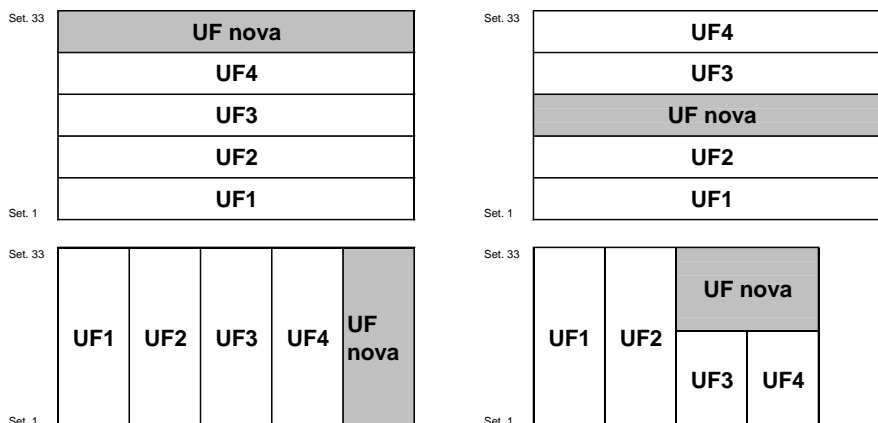 Set. 33
UF nova
UF4
UF3
UF2
UF1
Set. 1
Set. 33
UF4
UF3
UF nova
UF2
UF1
Set. 1
Set. 33
UF1 UF2 UF3 UF4 UF
nova
Set. 1
Set. 33
UF nova
UF1 UF2
UF3 UF4
Set. 1